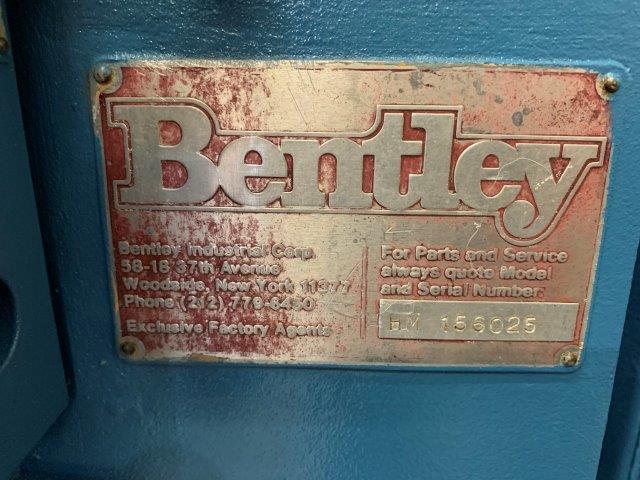 Bentley
Bentley Industrial Corp.
58-18 37th Avenue
Woodside, New York 11377
Phone (212) 779-6450
Exclusive Factory Agents
For Parts and Service
always quote Model
and Serial Number:
HM 156025